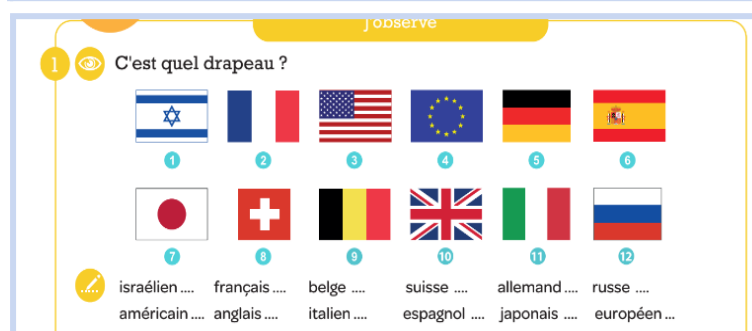 J'observe
1 C'est quel drapeau ?
1 2 3 4 5 6
7 8 9 10 11 12
israélien .... français .... belge .... suisse .... allemand .... russe ....
américain .... anglais .... italien .... espagnol .... japonais .... européen ...